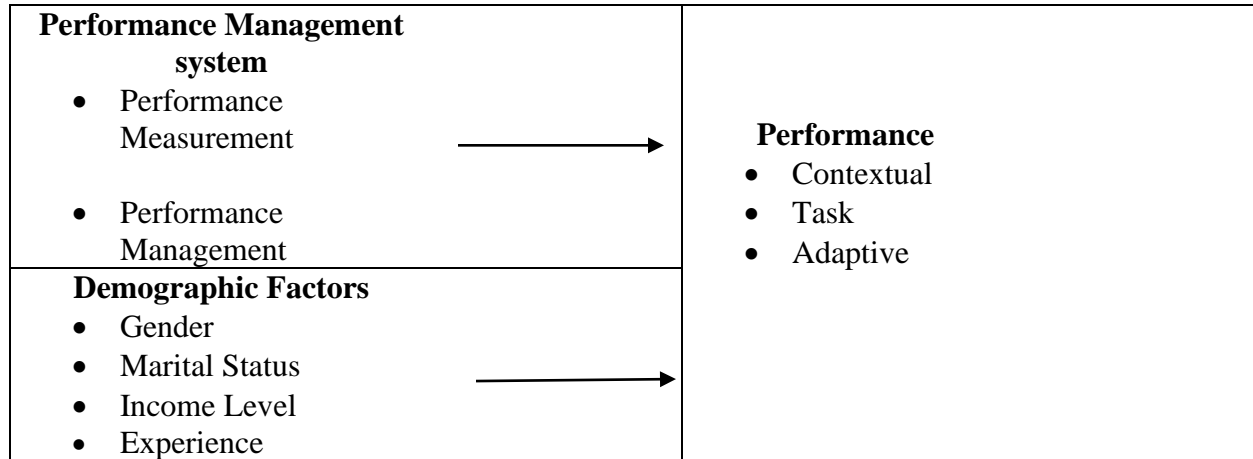 Performance Management
system
• Performance
Measurement
• Performance
Management
Demographic Factors
• Gender
• Marital Status
• Income Level
• Experience
Performance
• Contextual
• Task
• Adaptive